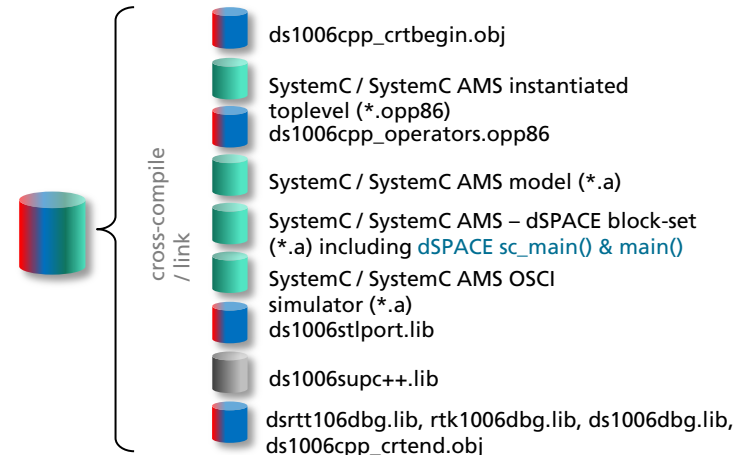 ds1006cpp_crtbegin.obj
SystemC / SystemC AMS instantiated
toplevel (*.opp86)
ds1006cpp_operators.opp86
cross-compile
/ link
SystemC / SystemC AMS model (*.a)
SystemC / SystemC AMS – dSPACE block-set
(*.a) including dSPACE sc_main() & main()
SystemC / SystemC AMS OSCI
simulator (*.a)
ds1006stlport.lib
ds1006supc++.lib
dsrtt106dbg.lib, rtk1006dbg.lib, ds1006dbg.lib,
ds1006cpp_crtend.obj